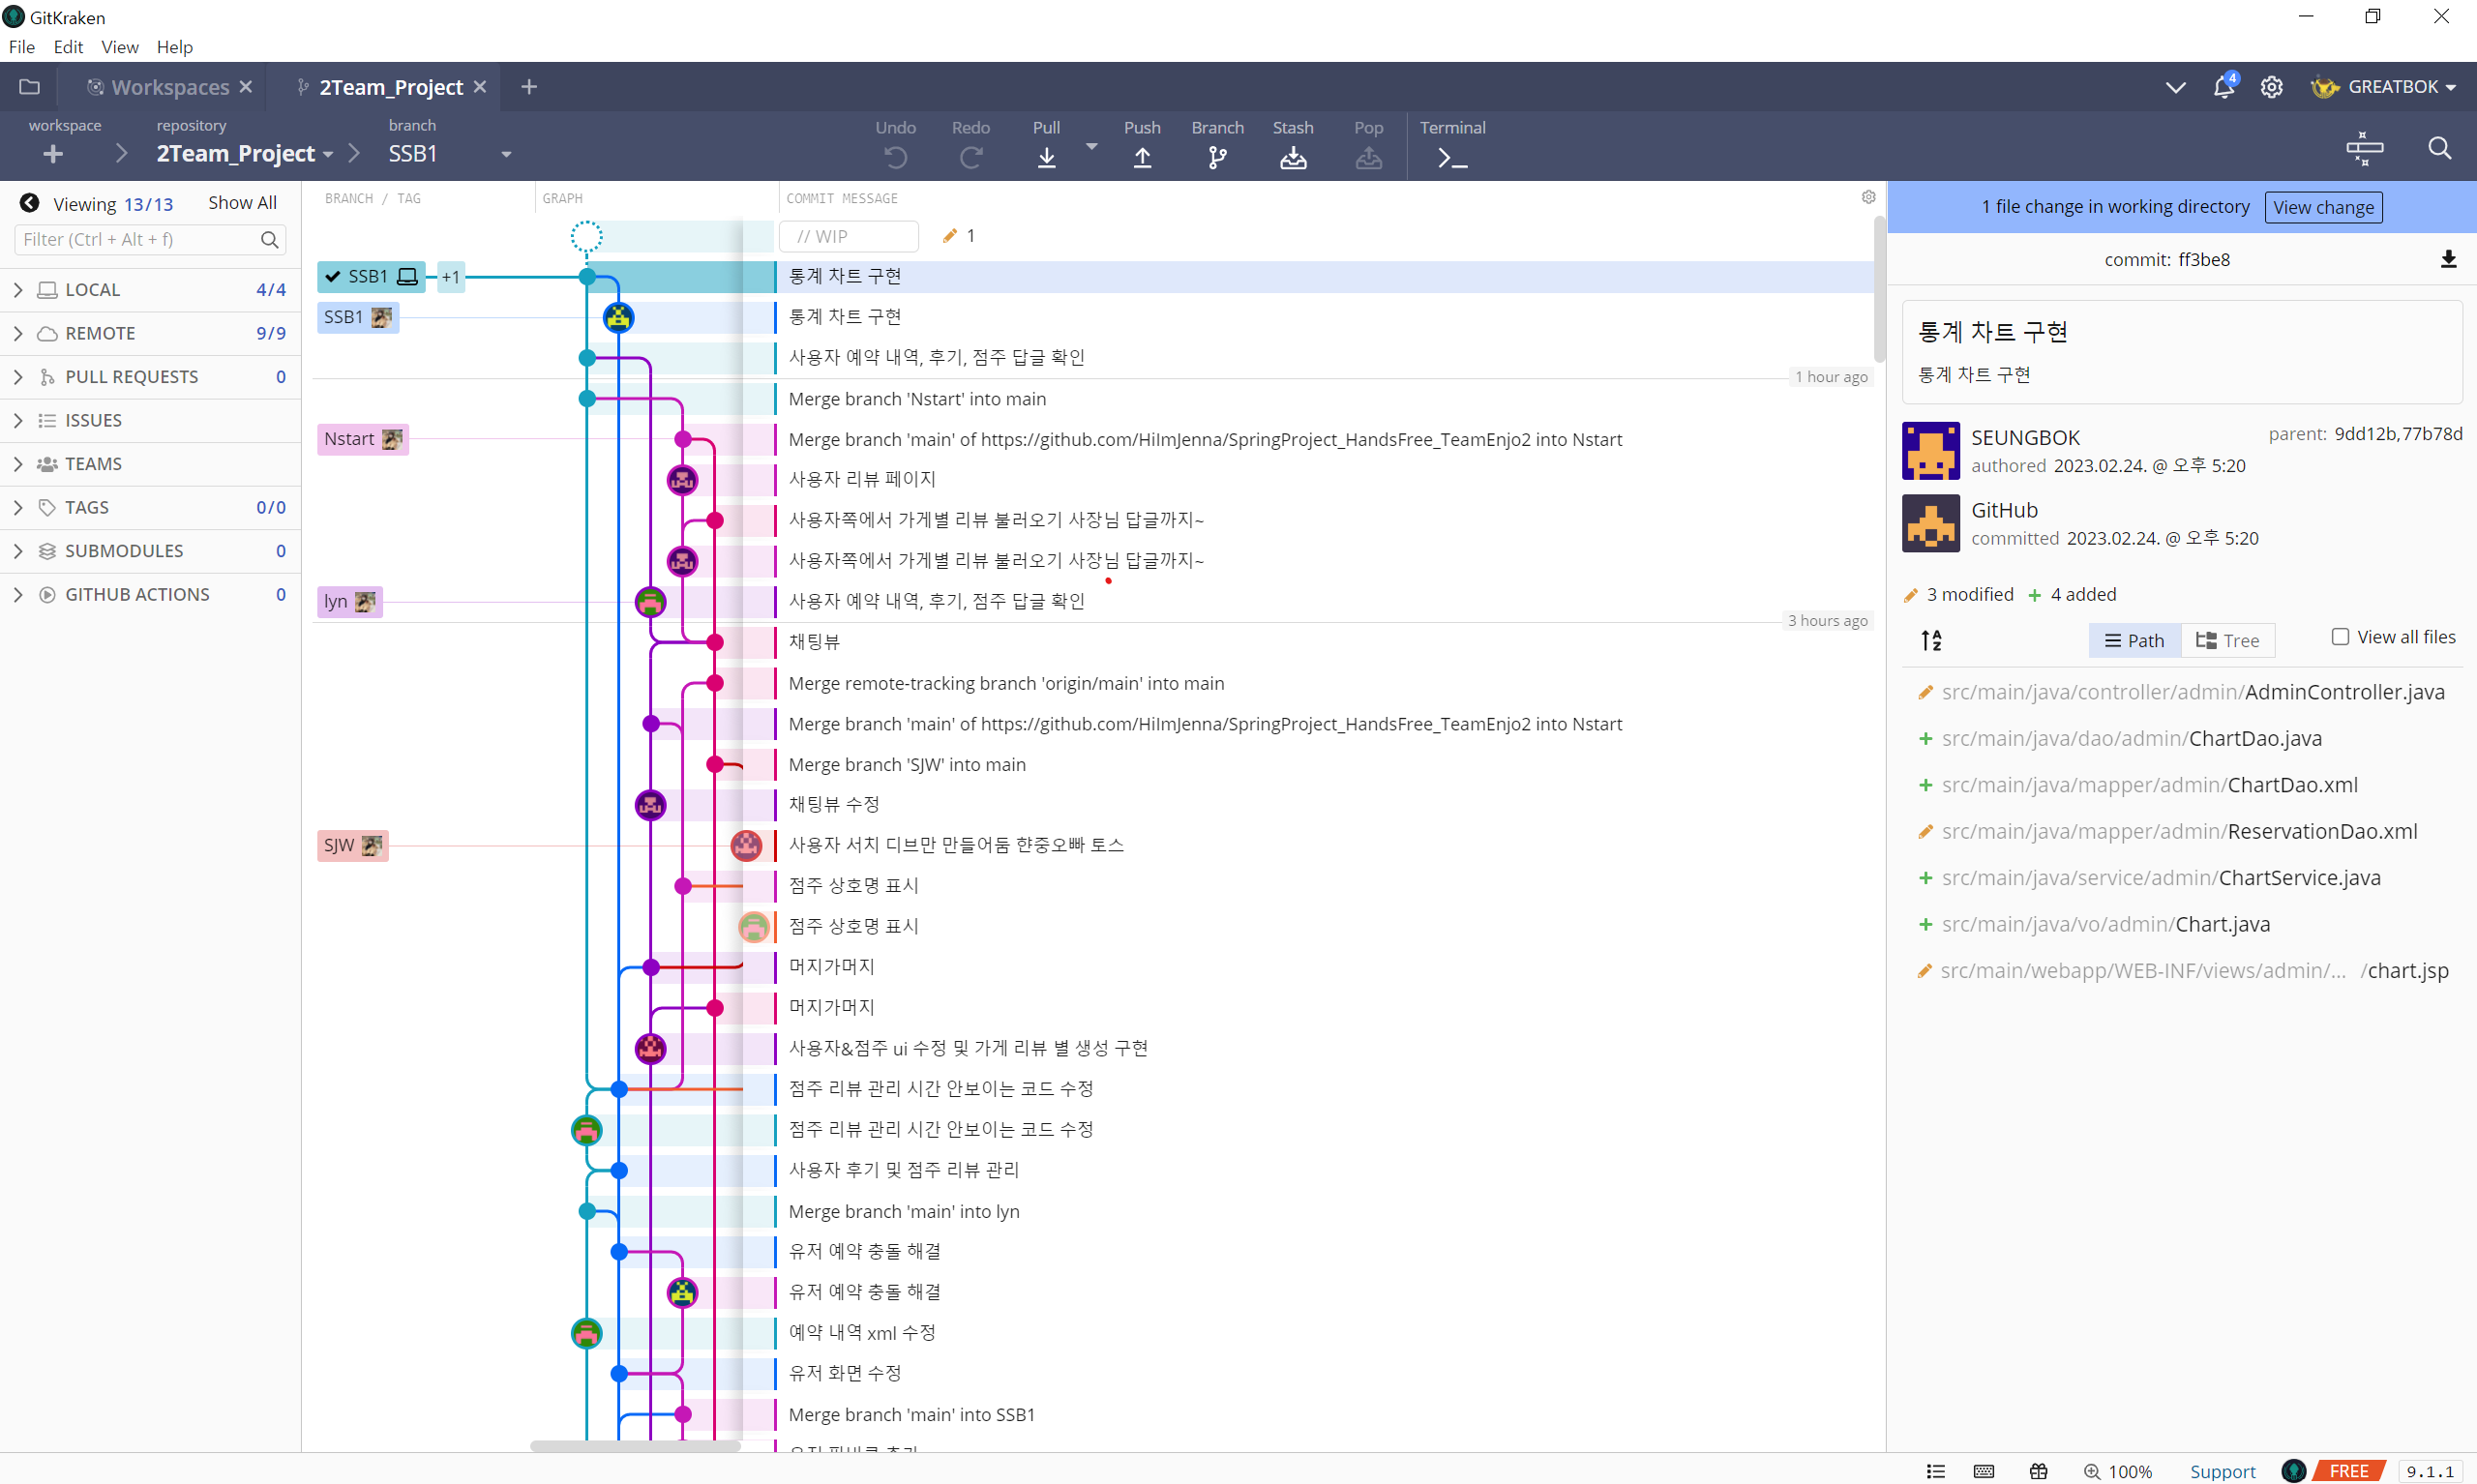 GitKraken
File Edit View Help
Workspaces
2Team_Project
4
GREATBOK
workspace
repository
2Team_Project
branch
SSB1
Undo
Redo
Pull
Push
Branch
Stash
Pop
Terminal
Viewing 13/13 Show All
Filter (Ctrl + Alt + f)
LOCAL 4/4
REMOTE 9/9
PULL REQUESTS 0
ISSUES
TEAMS
TAGS 0/0
SUBMODULES 0
GITHUB ACTIONS 0
BRANCH / TAG GRAPH COMMIT MESSAGE
// WIP 1
SSB1 +1 통계 차트 구현
SSB1 통계 차트 구현
사용자 예약 내역, 후기, 점주 답글 확인
1 hour ago
Merge branch 'Nstart' into main
Nstart Merge branch 'main' of https://github.com/HiImJenna/SpringProject_HandsFree_TeamEnjo2 into Nstart
사용자 리뷰 페이지
사용자쪽에서 가게별 리뷰 불러오기 사장님 답글까지~
사용자쪽에서 가게별 리뷰 불러오기 사장님 답글까지~
lyn 사용자 예약 내역, 후기, 점주 답글 확인
3 hours ago
채팅뷰
Merge remote-tracking branch 'origin/main' into main
Merge branch 'main' of https://github.com/HiImJenna/SpringProject_HandsFree_TeamEnjo2 into Nstart
Merge branch 'SJW' into main
채팅뷰 수정
SJW 사용자 서치 디브만 만들어둠 햔중오빠 토스
점주 상호명 표시
점주 상호명 표시
머지가머지
머지가머지
사용자&점주 ui 수정 및 가게 리뷰 별 생성 구현
점주 리뷰 관리 시간 안보이는 코드 수정
점주 리뷰 관리 시간 안보이는 코드 수정
사용자 후기 및 점주 리뷰 관리
Merge branch 'main' into lyn
유저 예약 충돌 해결
유저 예약 충돌 해결
예약 내역 xml 수정
유저 화면 수정
Merge branch 'main' into SSB1
1 file change in working directory View change
commit: ff3be8
통계 차트 구현
통계 차트 구현
SEUNGBOK
authored 2023.02.24. @ 오후 5:20
parent: 9dd12b,77b78d
GitHub
committed 2023.02.24. @ 오후 5:20
3 modified + 4 added
Path Tree View all files
src/main/java/controller/admin/AdminController.java
+ src/main/java/dao/admin/ChartDao.java
+ src/main/java/mapper/admin/ChartDao.xml
src/main/java/mapper/admin/ReservationDao.xml
+ src/main/java/service/admin/ChartService.java
+ src/main/java/vo/admin/Chart.java
src/main/webapp/WEB-INF/views/admin/... /chart.jsp
100% Support FREE 9.1.1